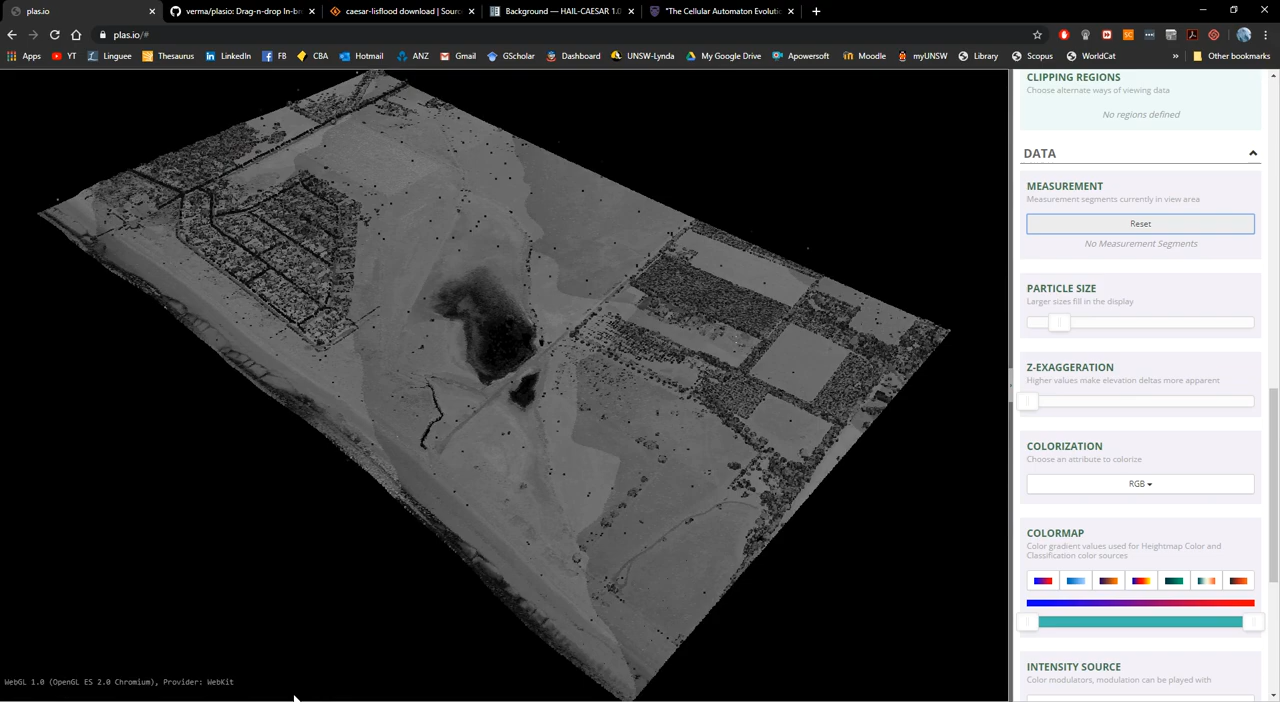 plas.io
verma/plasio: Drag-n-drop In-bro
caesar-lisflood download | Sourc
Background — HAIL-CAESAR 1.0
"The Cellular Automaton Evolutio
plas.io/#
Apps
YT
Linguee
Thesaurus
LinkedIn
FB
CBA
Hotmail
ANZ
Gmail
GScholar
Dashboard
UNSW-Lynda
My Google Drive
Apowersoft
Moodle
myUNSW
Library
Scopus
WorldCat
»
Other bookmarks
CLIPPING REGIONS
Choose alternate ways of viewing data
No regions defined
DATA
MEASUREMENT
Measurement segments currently in view area
Reset
No Measurement Segments
PARTICLE SIZE
Larger sizes fill in the display
Z-EXAGGERATION
Higher values make elevation deltas more apparent
COLORIZATION
Choose an attribute to colorize
RGB
COLORMAP
Color gradient values used for Heightmap Color and
Classification color sources
INTENSITY SOURCE
Color modulators, modulation can be played with
WebGL 1.0 (OpenGL ES 2.0 Chromium), Provider: WebKit